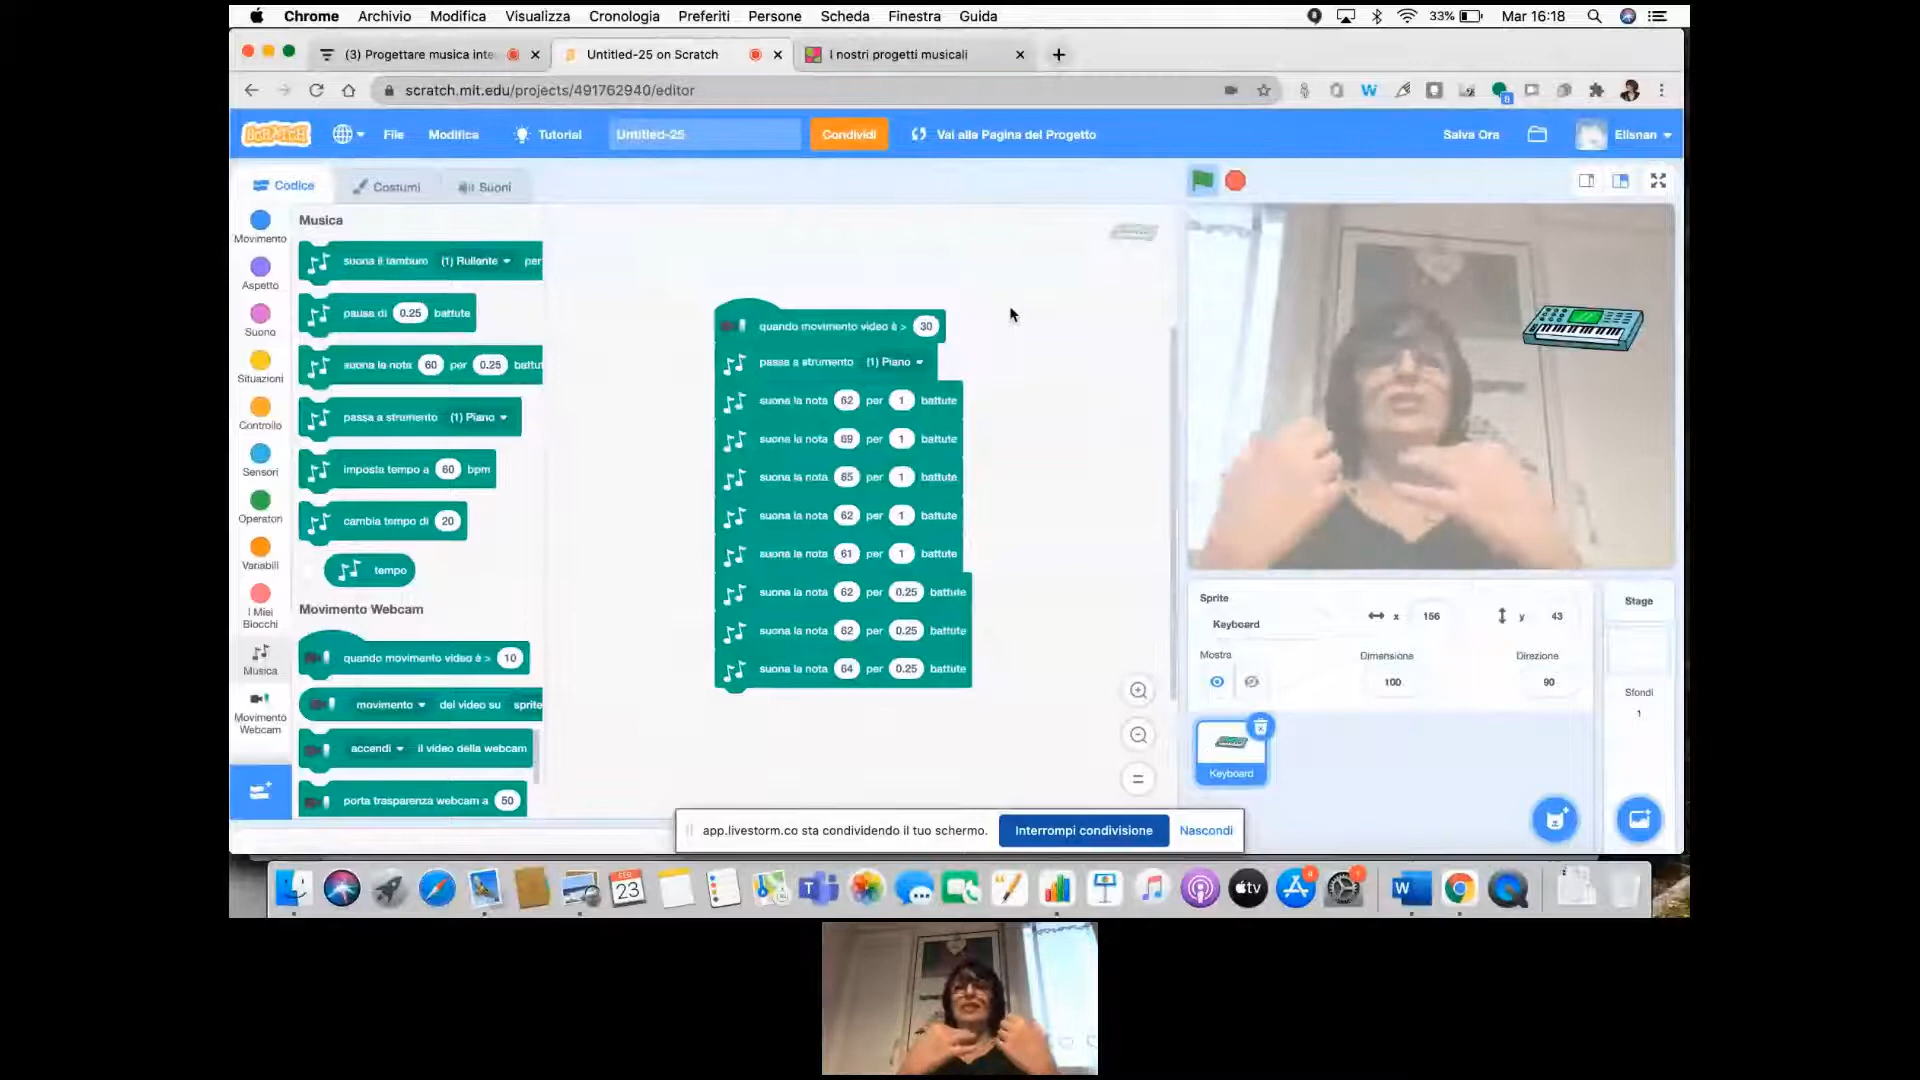 Chrome Archivio Modifica Visualizza Cronologia Preferiti Persone Scheda Finestra Guida 33% Mar 16:18
(3) Progettare musica inte
Untitled-25 on Scratch
I nostri progetti musicali
scratch.mit.edu/projects/491762940/editor
SCRATCH File Modifica Tutorial Untitled-25 Condividi Vai alla Pagina del Progetto Salva Ora Elisnan
Codice Costumi Suoni
Movimento
Aspetto
Suono
Situazioni
Controllo
Sensori
Operatori
Variabili
I Miei
Blocchi
Musica
Movimento
Webcam
Musica
suona il tamburo (1) Rullante per
pausa di 0.25 battute
suona la nota 60 per 0.25 battut
passa a strumento (1) Piano
imposta tempo a 60 bpm
cambia tempo di 20
tempo
Movimento Webcam
quando movimento video è > 10
movimento del video su sprite
accendi il video della webcam
porta trasparenza webcam a 50
quando movimento video è > 30
passa a strumento (1) Piano
suona la nota 62 per 1 battute
suona la nota 69 per 1 battute
suona la nota 65 per 1 battute
suona la nota 62 per 1 battute
suona la nota 61 per 1 battute
suona la nota 62 per 0.25 battute
suona la nota 62 per 0.25 battute
suona la nota 64 per 0.25 battute
Sprite
Keyboard x 156 y 43
Mostra Dimensione Direzione
100 90
Keyboard
Stage
Sfondi
1
app.livestorm.co sta condividendo il tuo schermo. Interrompi condivisione Nascondi
FEB
23
tv
W